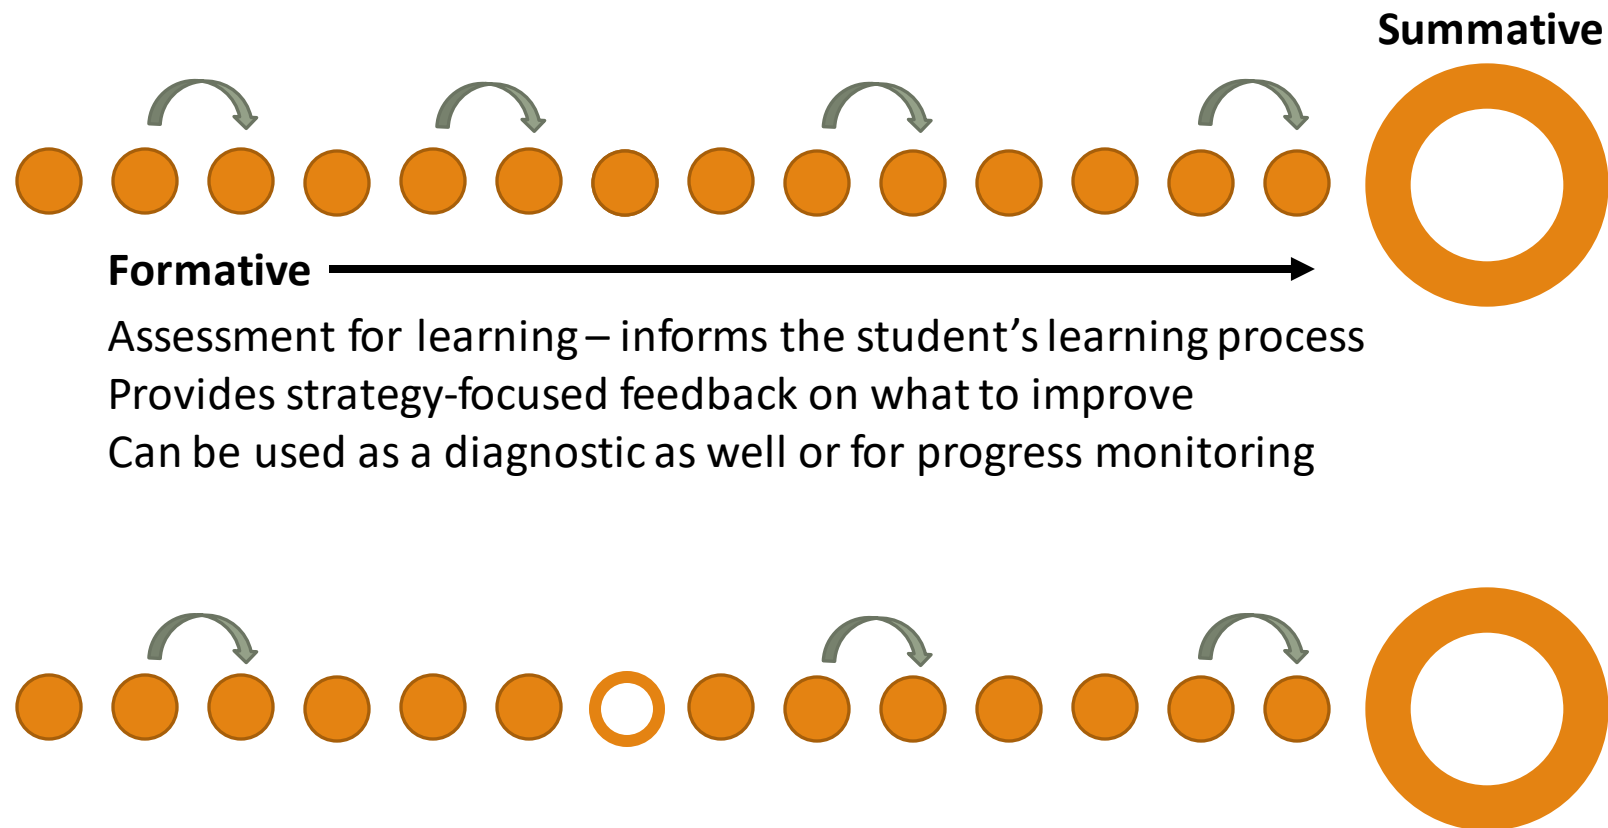 Summative
Formative
Assessment for learning – informs the student’s learning process
Provides strategy-focused feedback on what to improve
Can be used as a diagnostic as well or for progress monitoring